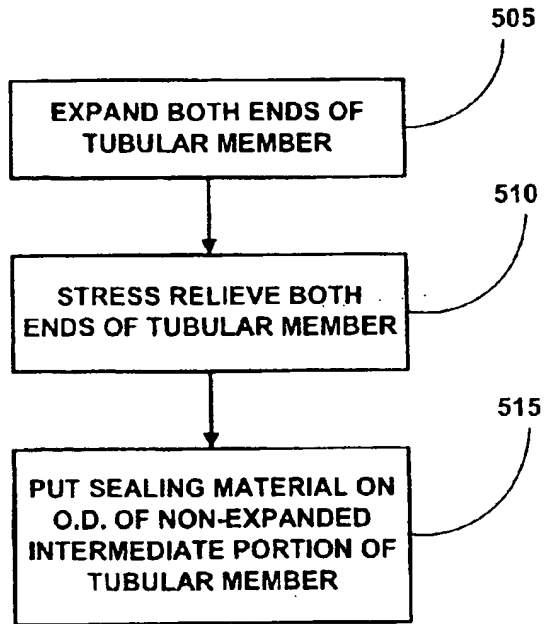 505
EXPAND BOTH ENDS OF
TUBULAR MEMBER
510
STRESS RELIEVE BOTH
ENDS OF TUBULAR MEMBER
515
PUT SEALING MATERIAL ON
O.D. OF NON-EXPANDED
INTERMEDIATE PORTION OF
TUBULAR MEMBER